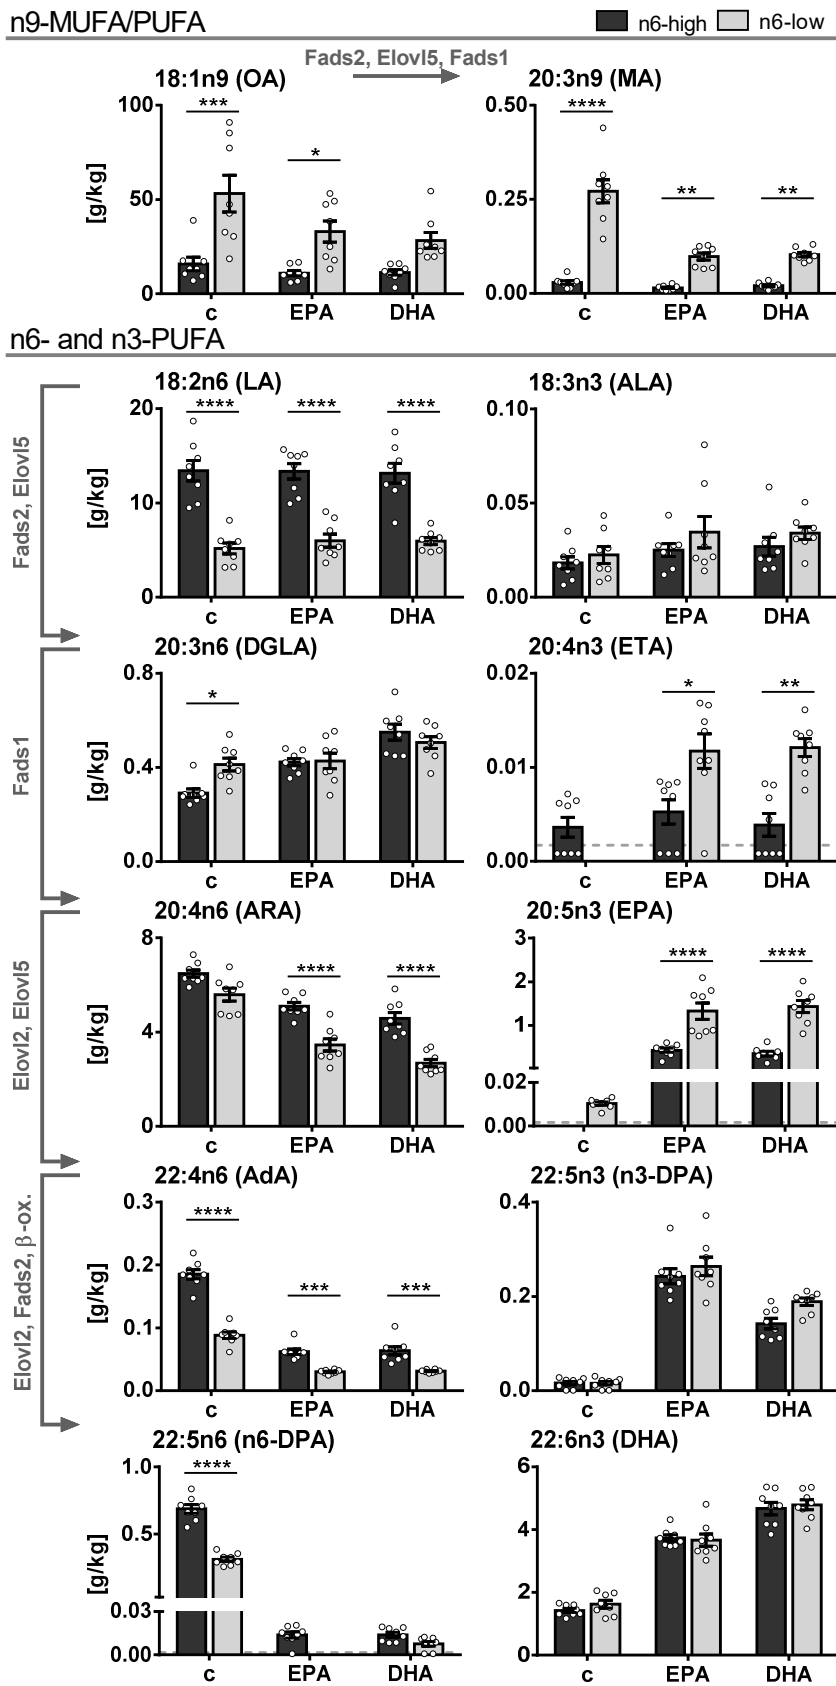 n9-MUFA/PUFA
n6-high n6-low
Fads2, Elovl5, Fads1
18:1n9 (OA) 20:3n9 (MA)
100 *** * 0.50 **** ** **
[g/kg] 50 0.25
0 0.00
c EPA DHA c EPA DHA
n6- and n3-PUFA
Fads2, Elovl5
18:2n6 (LA) 18:3n3 (ALA)
20 **** **** **** 0.10
[g/kg] 10 0.05
0 0.00
c EPA DHA c EPA DHA
Fads1
20:3n6 (DGLA) 20:4n3 (ETA)
0.8 * 0.02 * **
[g/kg] 0.4 0.01
0.0 0.00
c EPA DHA c EPA DHA
Elovl2, Elovl5
20:4n6 (ARA) 20:5n3 (EPA)
8 **** **** 3 **** ****
2
[g/kg] 4 1
0.02
0 0.00
c EPA DHA c EPA DHA
Elovl2, Fads2, β-ox.
22:4n6 (AdA) 22:5n3 (n3-DPA)
0.3 **** *** *** 0.4
0.2
[g/kg] 0.2
0.1
0.0 0.0
c EPA DHA c EPA DHA
22:5n6 (n6-DPA) 22:6n3 (DHA)
1.0 **** 6
0.5 4
[g/kg] 2
0.03
0.00 0
c EPA DHA c EPA DHA